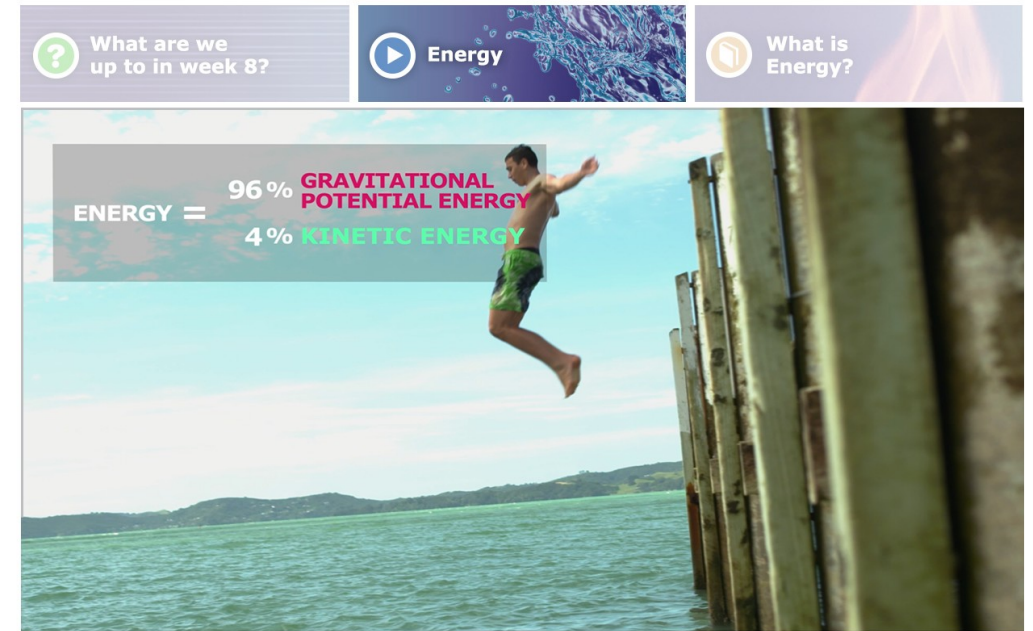 What are we
up to in week 8?
Energy
What is
Energy?
ENERGY =
96% GRAVITATIONAL
POTENTIAL ENERGY
4% KINETIC ENERGY